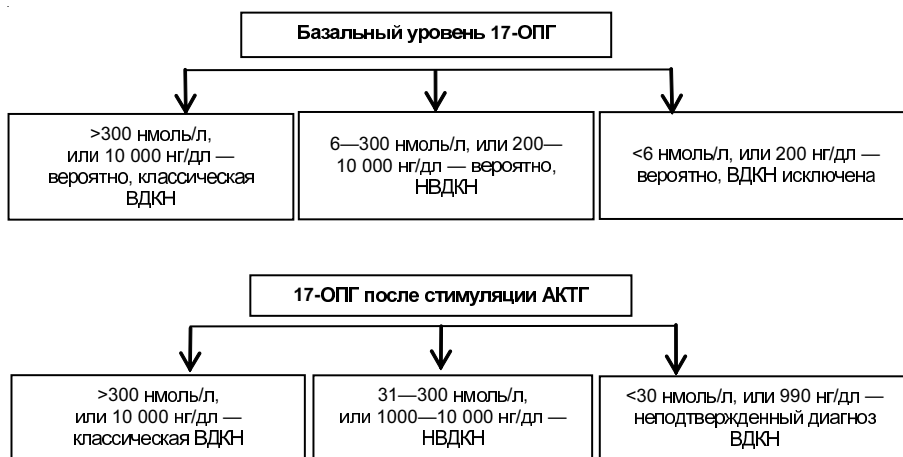 Базальный уровень 17-ОПГ
>300 нмоль/л,
или 10 000 нг/дл —
вероятно, классическая
ВДКН
6—300 нмоль/л, или 200—
10 000 нг/дл — вероятно,
НВДКН
<6 нмоль/л, или 200 нг/дл —
вероятно, ВДКН исключена
17-ОПГ после стимуляции АКТГ
>300 нмоль/л,
или 10 000 нг/дл —
классическая ВДКН
31—300 нмоль/л,
или 1000—10 000 нг/дл —
НВДКН
<30 нмоль/л, или 990 нг/дл —
неподтвержденный диагноз
ВДКН